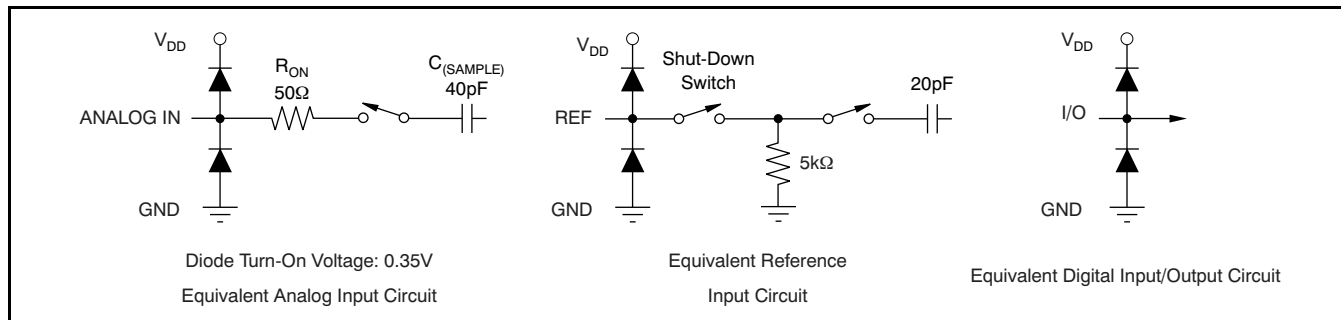 V_DD
R_ON
50Ω
C_(SAMPLE)
40pF
ANALOG IN
GND
Diode Turn-On Voltage: 0.35V
Equivalent Analog Input Circuit
V_DD
Shut-Down
Switch
20pF
REF
5kΩ
GND
Equivalent Reference
Input Circuit
V_DD
I/O
GND
Equivalent Digital Input/Output Circuit